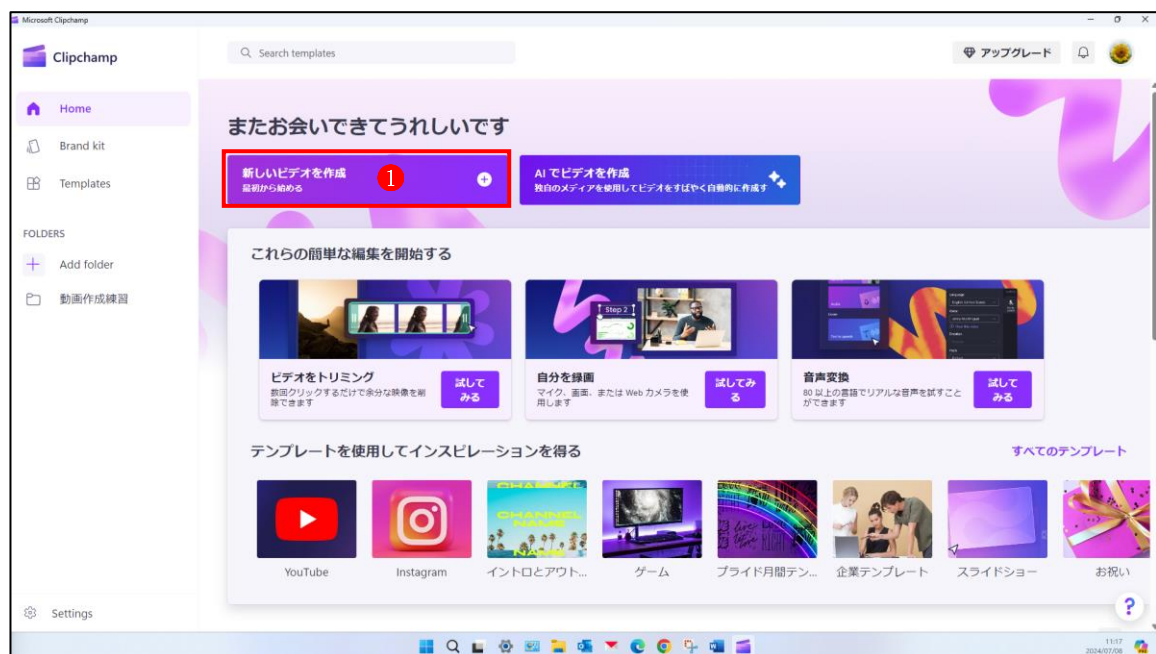 Microsoft Clipchamp
Clipchamp
Search templates
アップグレード
Home
Brand kit
Templates
FOLDERS
Add folder
動画作成練習
Settings
またお会いできてうれしいです
新しいビデオを作成
最初から始める
1
AI でビデオを作成
独自のメディアを使用してビデオをすばやく自動的に作成す
これらの簡単な編集を開始する
Step 2
ビデオをトリミング
数回クリックするだけで余分な映像を削
除できます
試して
みる
自分を録画
マイク、画面、または Web カメラを使
用します
試してみ
る
音声変換
80 以上の言語でリアルな音声を試すこと
ができます
試して
みる
テンプレートを使用してインスピレーションを得る
すべてのテンプレート
CHANNEL
NAME
YouTube
Instagram
イントロとアウト...
ゲーム
プライド月間テン...
企業テンプレート
スライドショー
お祝い
?
11:17
2024/07/08